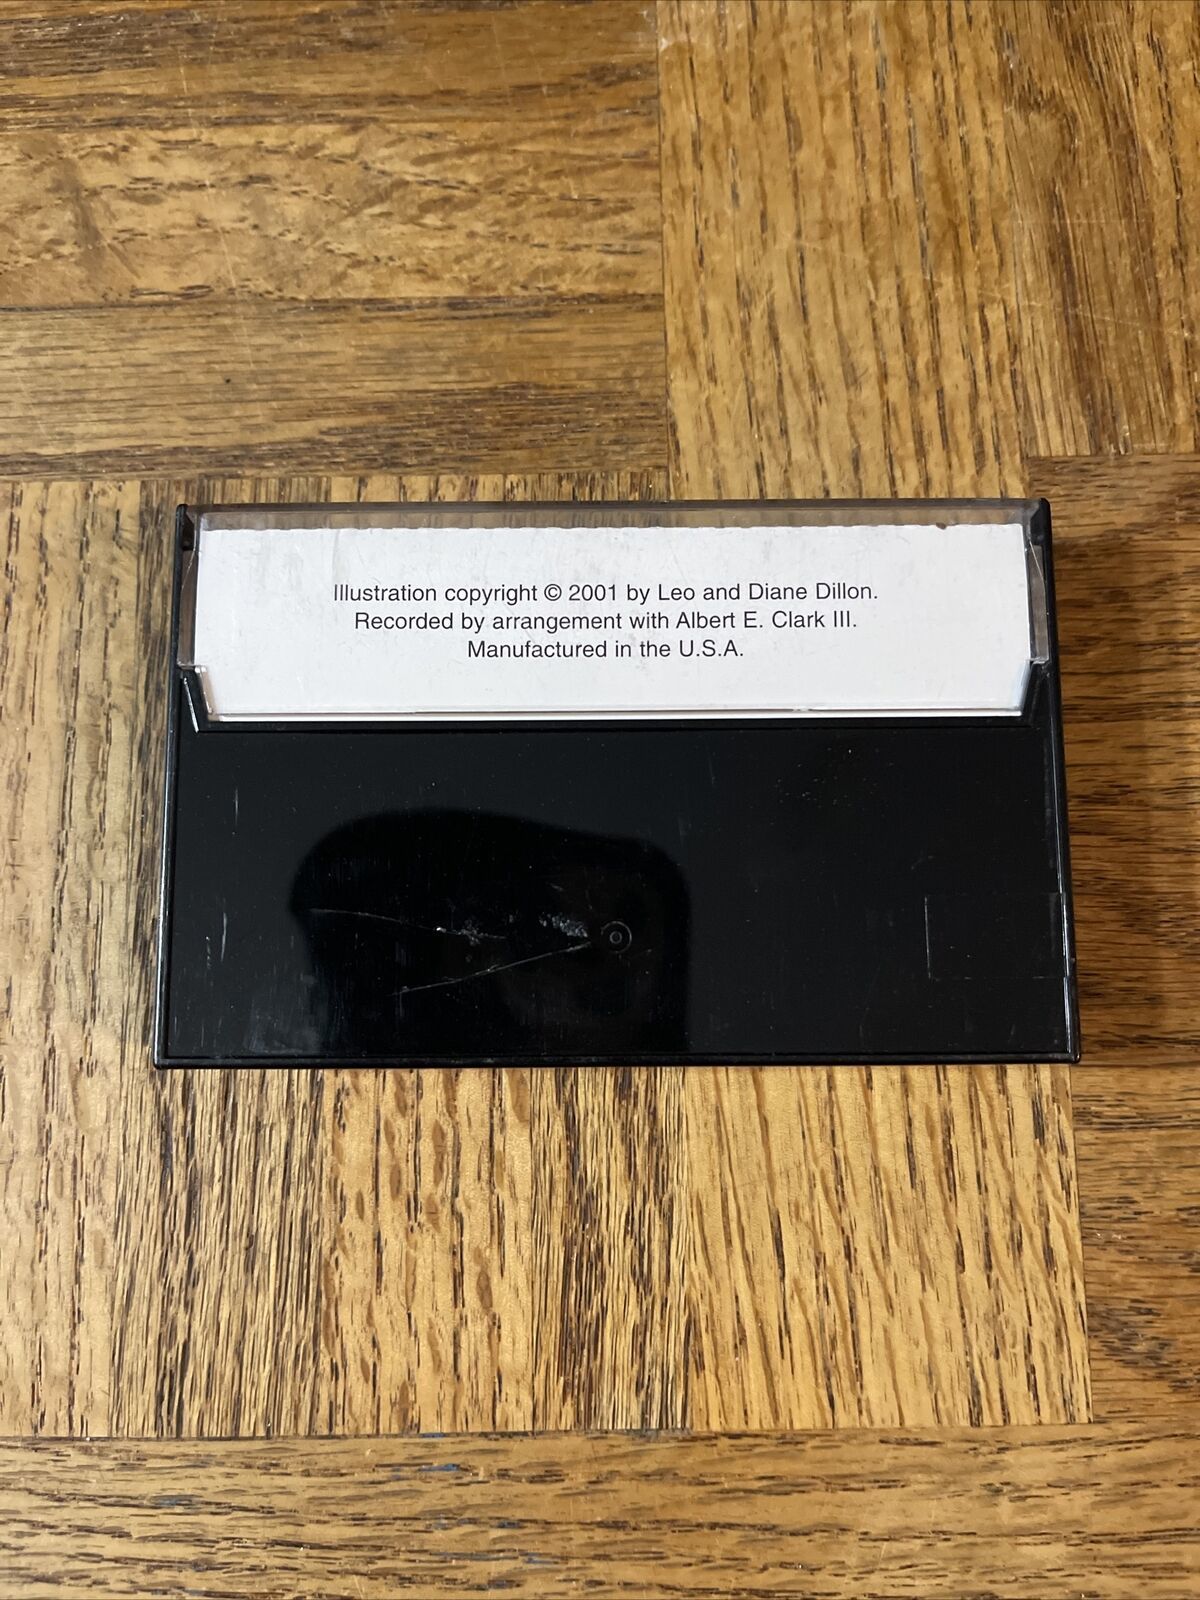 Illustration copyright © 2001 by Leo and Diane Dillon.
Recorded by arrangement with Albert E. Clark III.
Manufactured in the U.S.A.